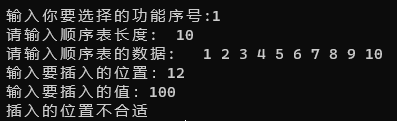 输入你要选择的功能序号:1
请输入顺序表长度: 10
请输入顺序表的数据: 1 2 3 4 5 6 7 8 9 10
输入要插入的位置: 12
输入要插入的值: 100
插入的位置不合适